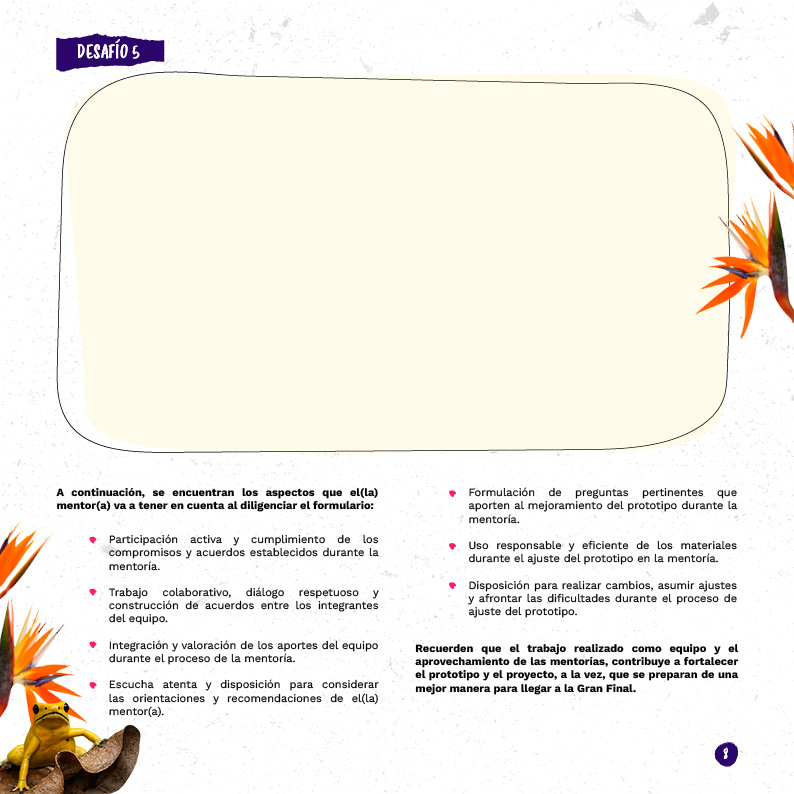 DESAFÍO 5
A continuación, se encuentran los aspectos que el(la)
mentor(a) va a tener en cuenta al diligenciar el formulario:
Participación activa y cumplimiento de los
compromisos y acuerdos establecidos durante la
mentoría.
Trabajo colaborativo, diálogo respetuoso y
construcción de acuerdos entre los integrantes
del equipo.
Integración y valoración de los aportes del equipo
durante el proceso de la mentoría.
Escucha atenta y disposición para considerar
las orientaciones y recomendaciones de el(la)
mentor(a).
Formulación de preguntas pertinentes que
aporten al mejoramiento del prototipo durante la
mentoría.
Uso responsable y eficiente de los materiales
durante el ajuste del prototipo en la mentoría.
Disposición para realizar cambios, asumir ajustes
y afrontar las dificultades durante el proceso de
ajuste del prototipo.
Recuerden que el trabajo realizado como equipo y el
aprovechamiento de las mentorías, contribuye a fortalecer
el prototipo y el proyecto, a la vez, que se preparan de una
mejor manera para llegar a la Gran Final.
8